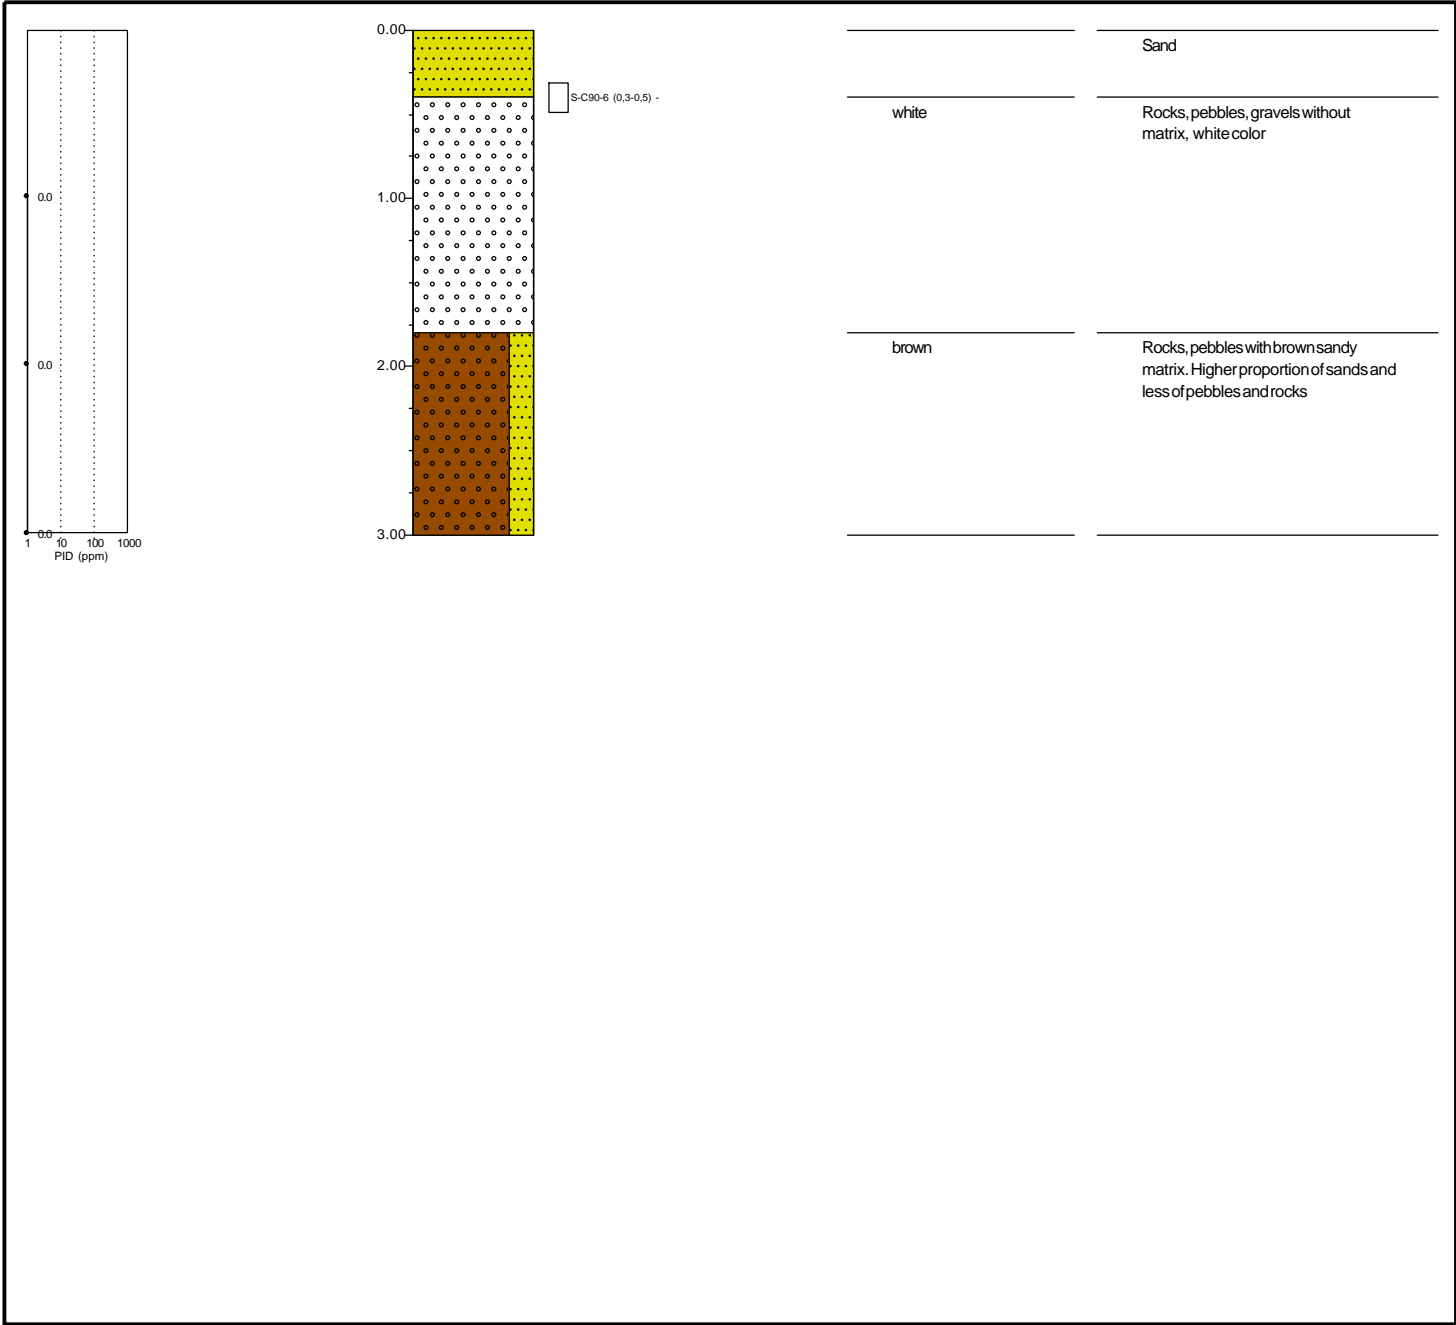 0.00
Sand
S-C90-6 (0,3-0,5) -
white
Rocks, pebbles, gravels without
matrix, white color
0.0
1.00
brown
Rocks, pebbles with brown sandy
matrix. Higher proportion of sands and
less of pebbles and rocks
0.0
2.00
0.0
3.00
1 10 100 1000
PID (ppm)